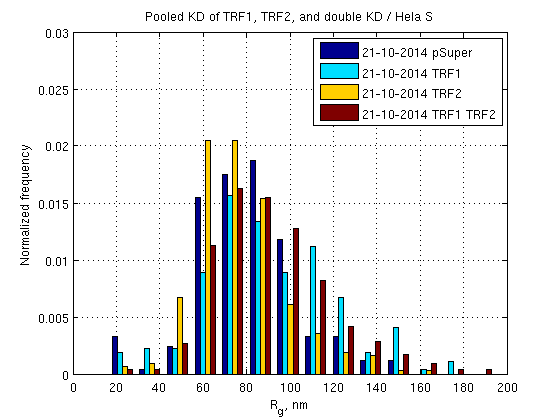 Pooled KD of TRF1, TRF2, and double KD / Hela S
0.03
0.025
0.02
0.015
0.01
0.005
0
Normalized frequency
21-10-2014 pSuper
21-10-2014 TRF1
21-10-2014 TRF2
21-10-2014 TRF1 TRF2
0 20 40 60 80 100 120 140 160 180 200
Rg, nm